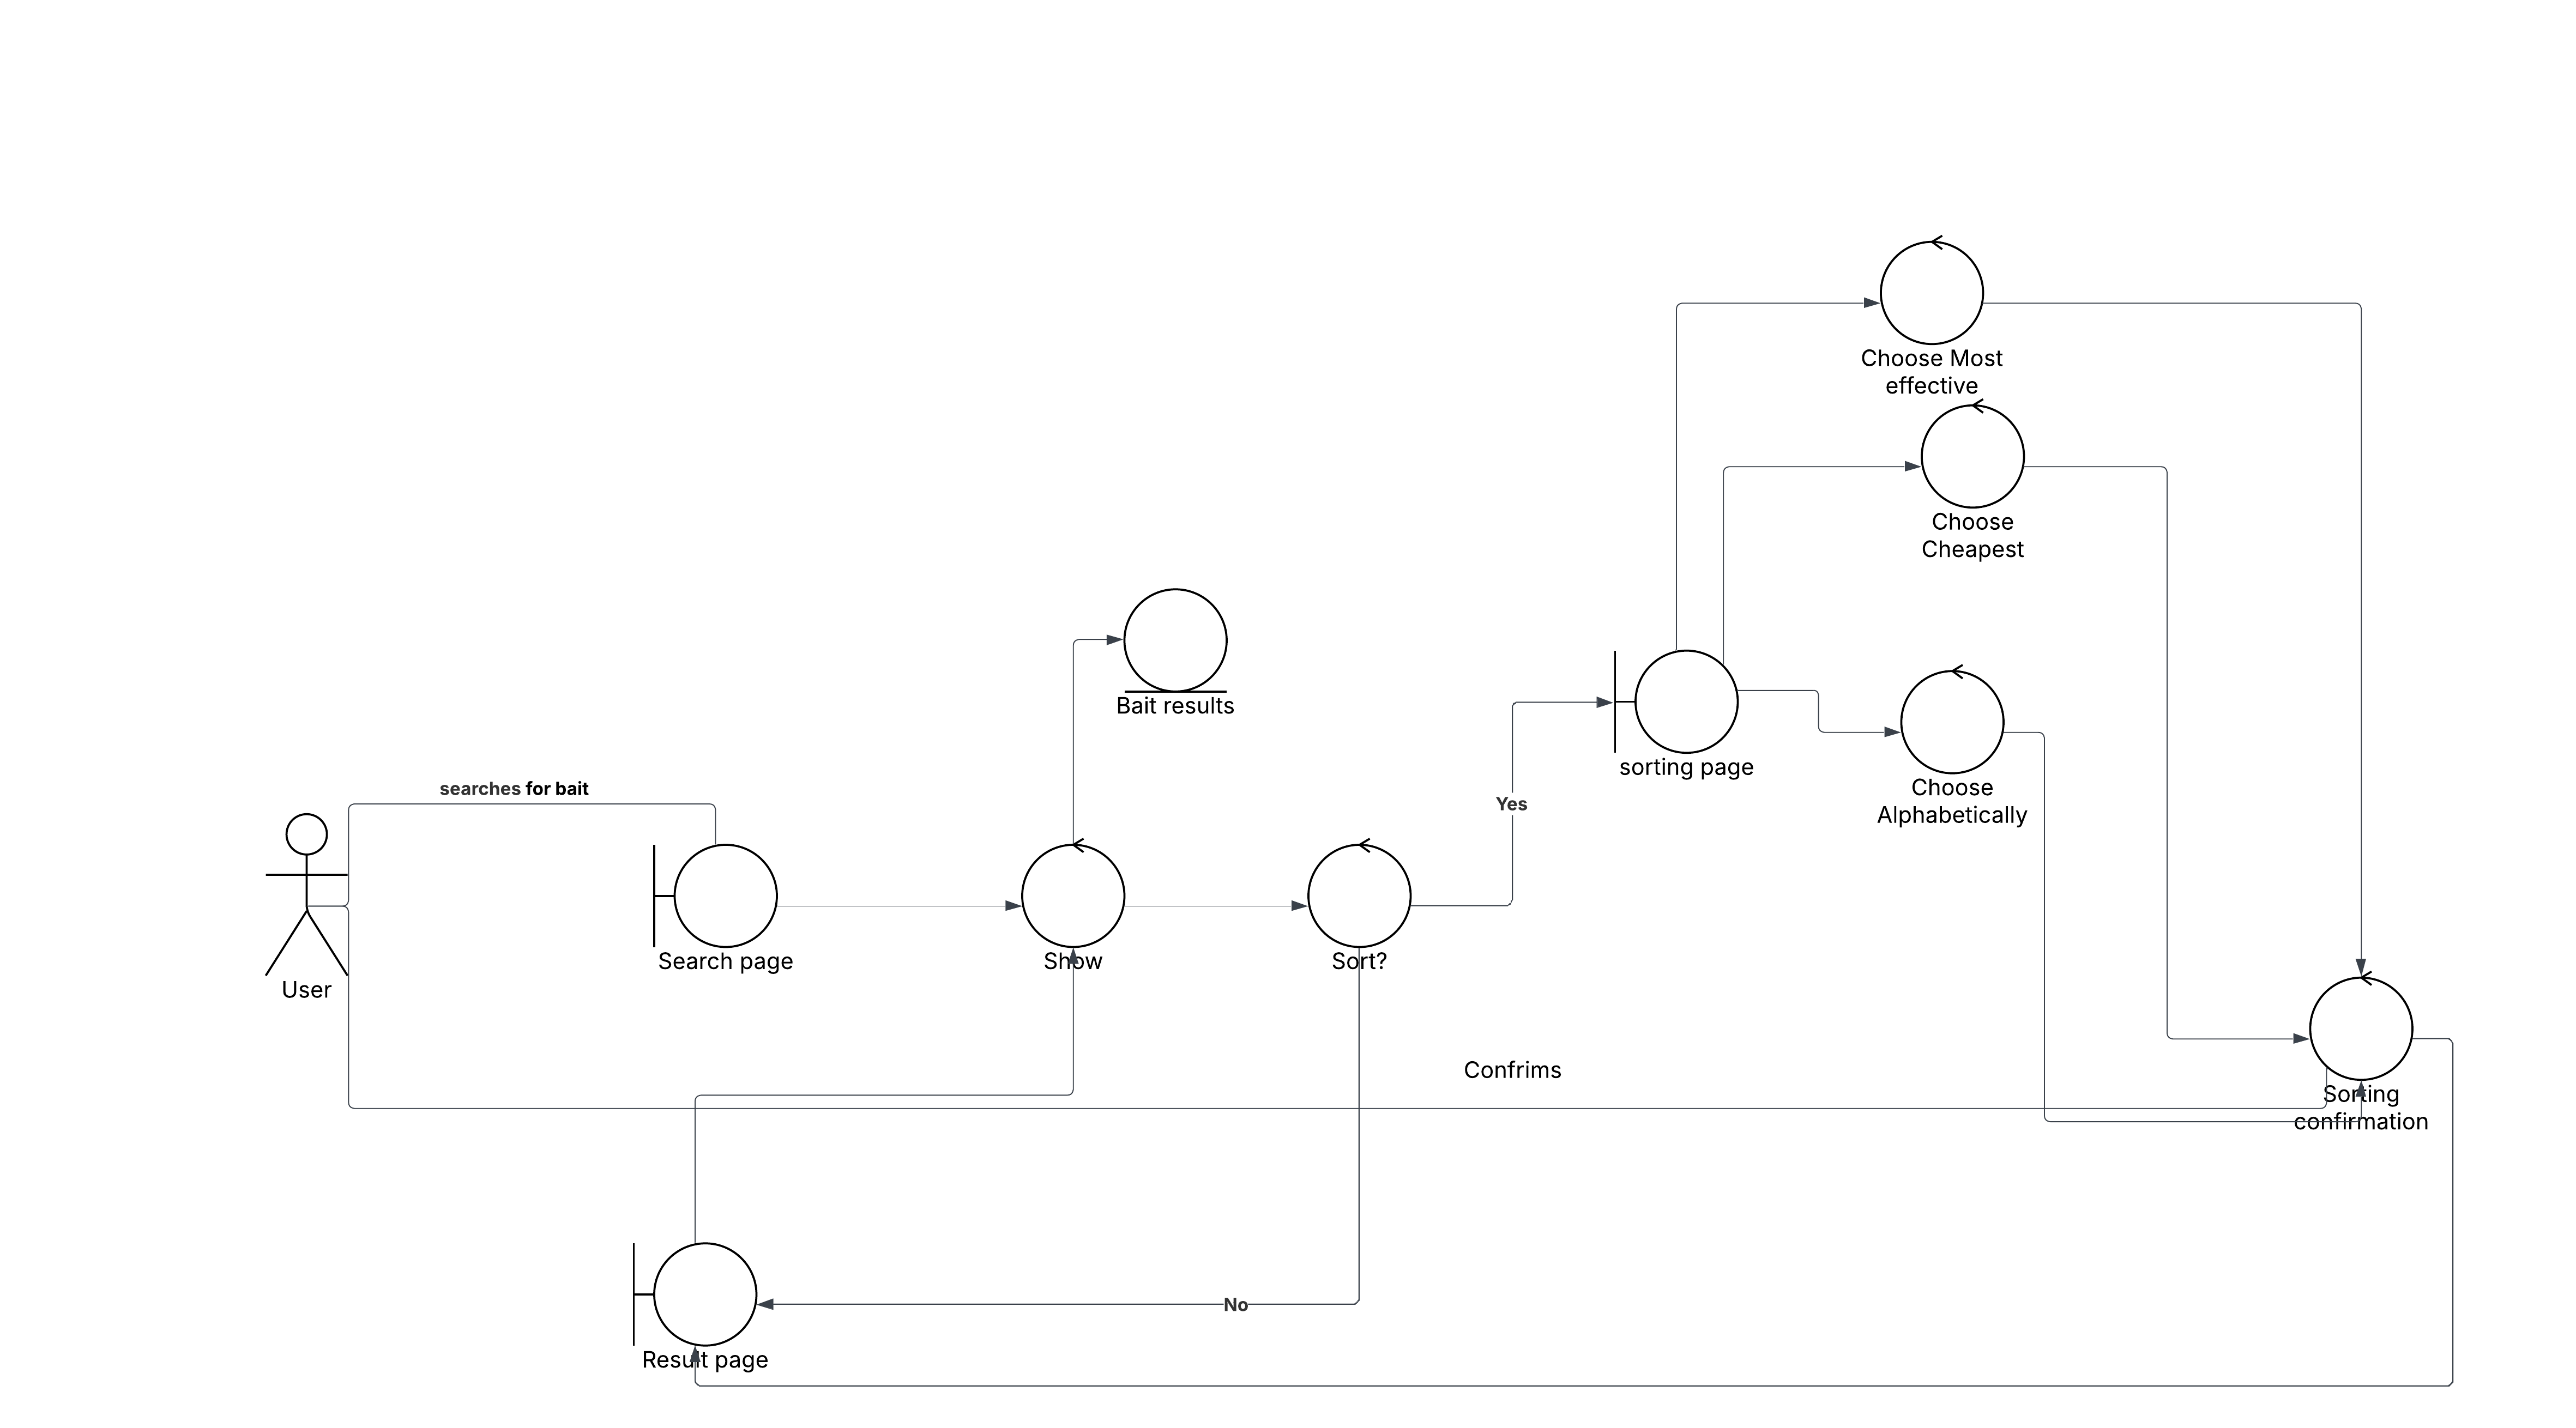 Choose Most
effective
Choose
Cheapest
Bait results
sorting page
Choose
Alphabetically
searches for bait
Yes
User
Search page
Show
Sort?
Confrims
Sorting
confirmation
No
Result page